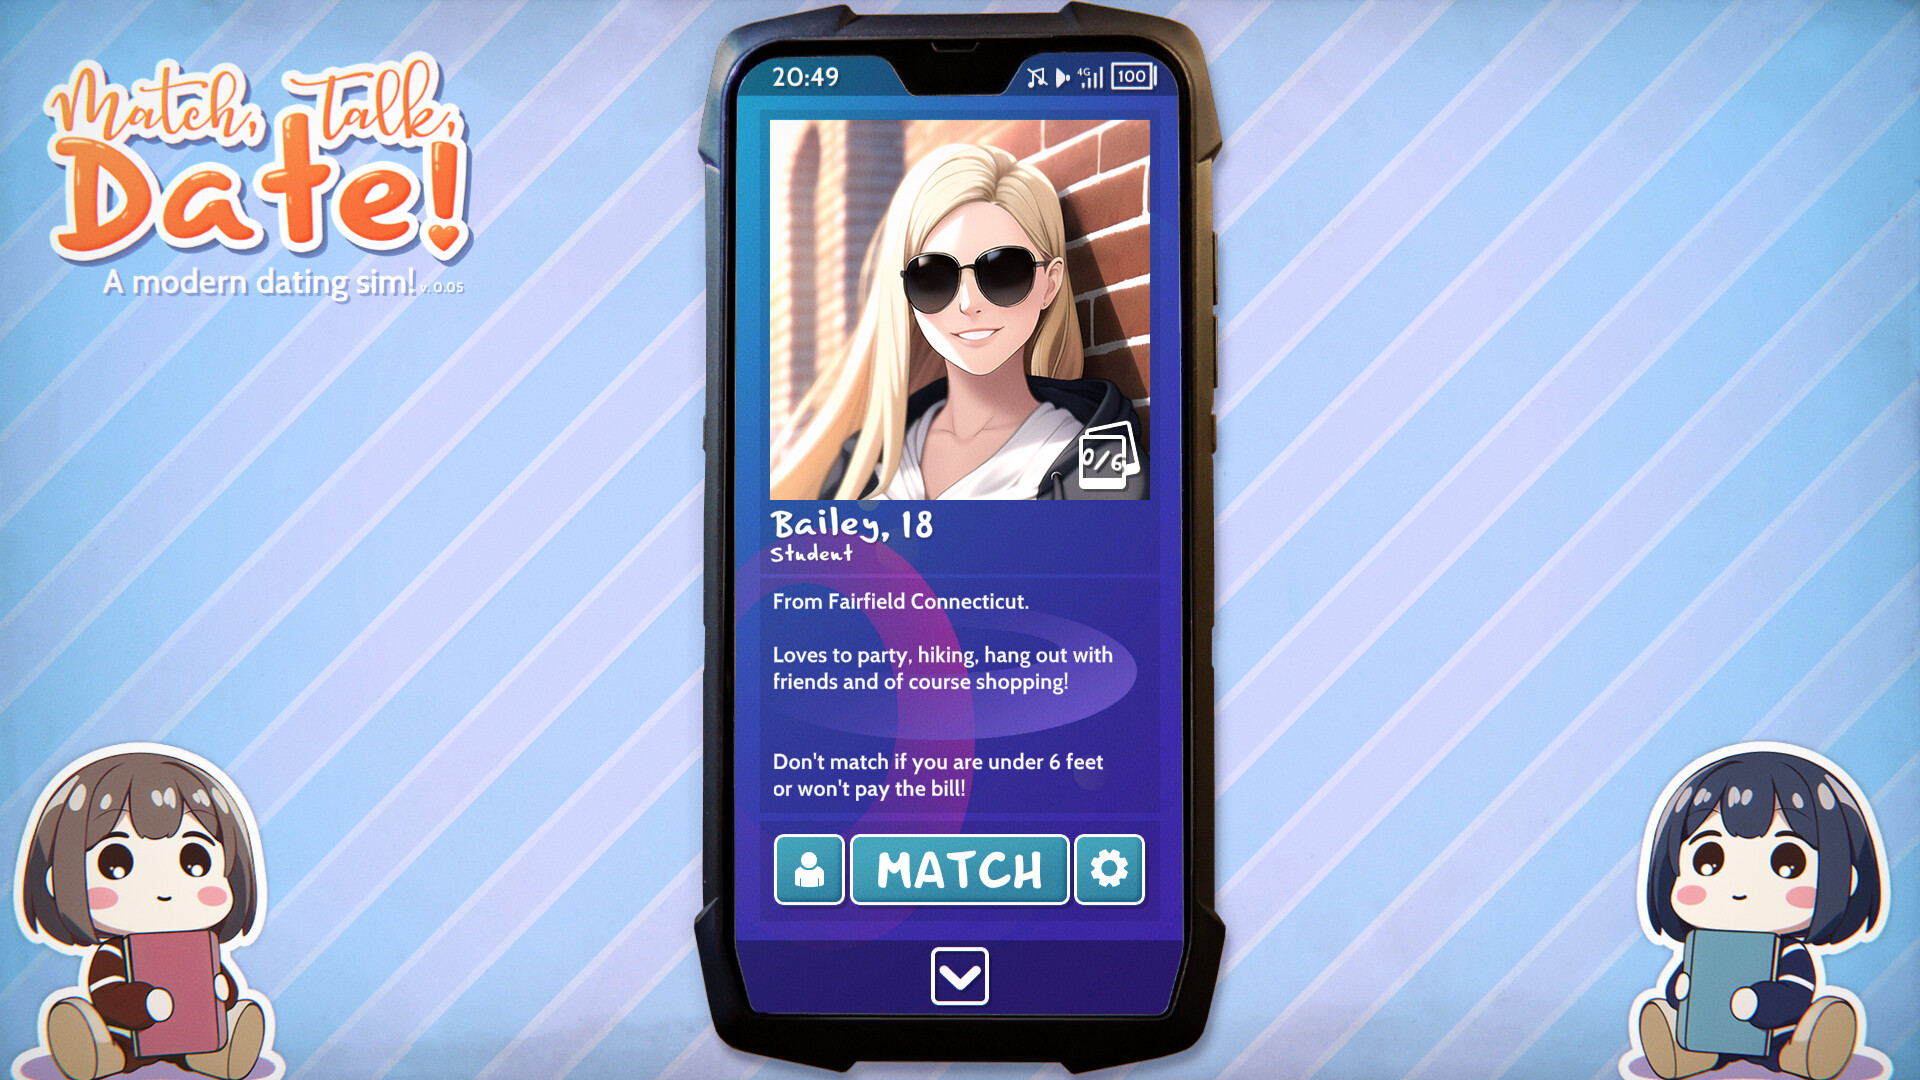 Match, Talk,
Date!
A modern dating sim! v. 0.05
20:49
4G
100
0/6
Bailey, 18
Student
From Fairfield Connecticut.
Loves to party, hiking, hang out with
friends and of course shopping!
Don't match if you are under 6 feet
or won't pay the bill!
MATCH